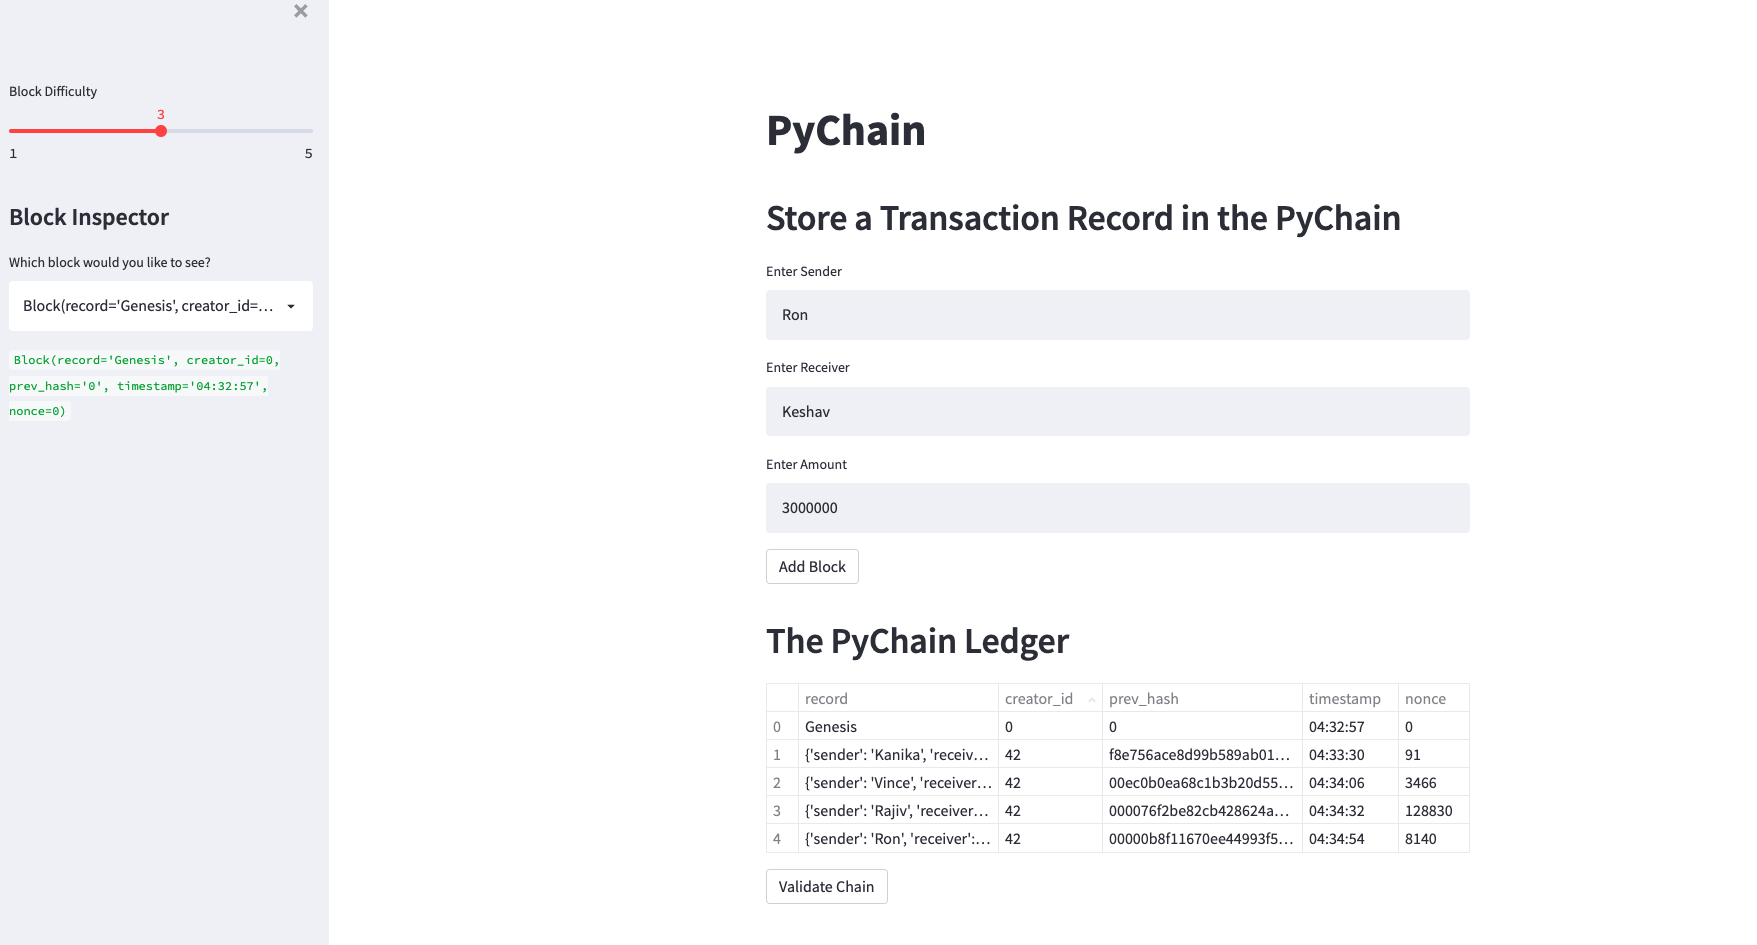 Block Difficulty
3
1 5
Block Inspector
Which block would you like to see?
Block(record='Genesis', creator_id=...
Block(record='Genesis', creator_id=0,
prev_hash='0', timestamp='04:32:57',
nonce=0)
PyChain
Store a Transaction Record in the PyChain
Enter Sender
Ron
Enter Receiver
Keshav
Enter Amount
3000000
Add Block
The PyChain Ledger
record creator_id prev_hash timestamp nonce
0 Genesis 0 0 04:32:57 0
1 {'sender': 'Kanika', 'receiv... 42 f8e756ace8d99b589ab01... 04:33:30 91
2 {'sender': 'Vince', 'receiver... 42 00ec0b0ea68c1b3b20d55... 04:34:06 3466
3 {'sender': 'Rajiv', 'receiver... 42 000076f2be82cb428624a... 04:34:32 128830
4 {'sender': 'Ron', 'receiver':... 42 00000b8f11670ee44993f5... 04:34:54 8140
Validate Chain